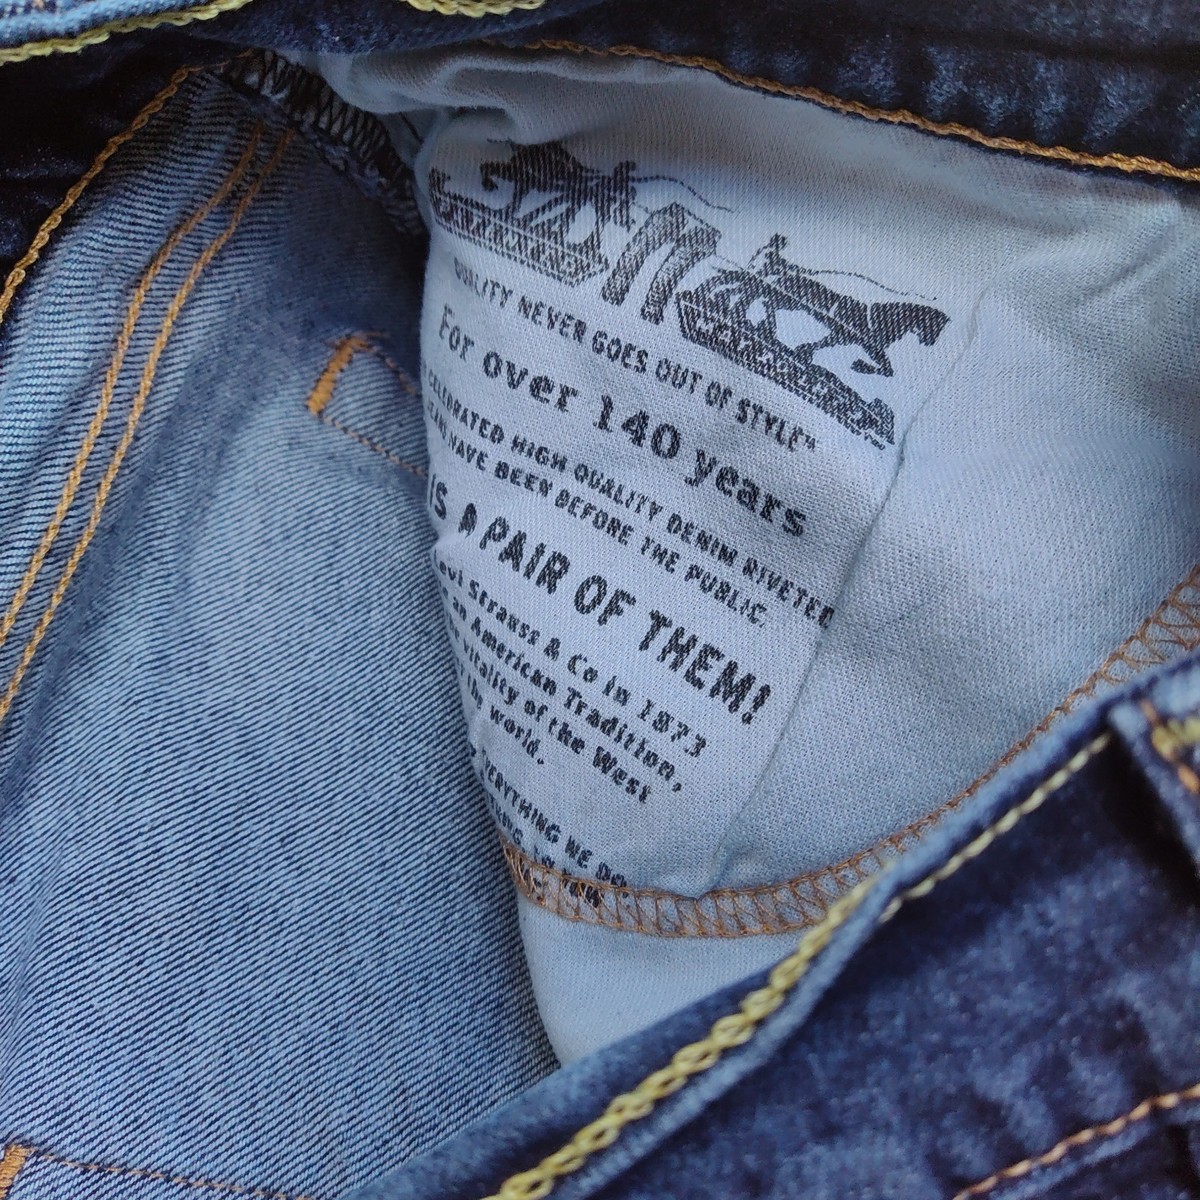 QUALITY NEVER GOES OUT OF STYLE"
For over 140 years
CELEBRATED HIGH QUALITY DENIM RIVETED
HAVE BEEN BEFORE THE PUBLIC
IS A PAIR OF THEM!
Levi Strauss & Co in 1873
an American Tradition,
vitality of the West
the world.
EVERYTHING WE DO.